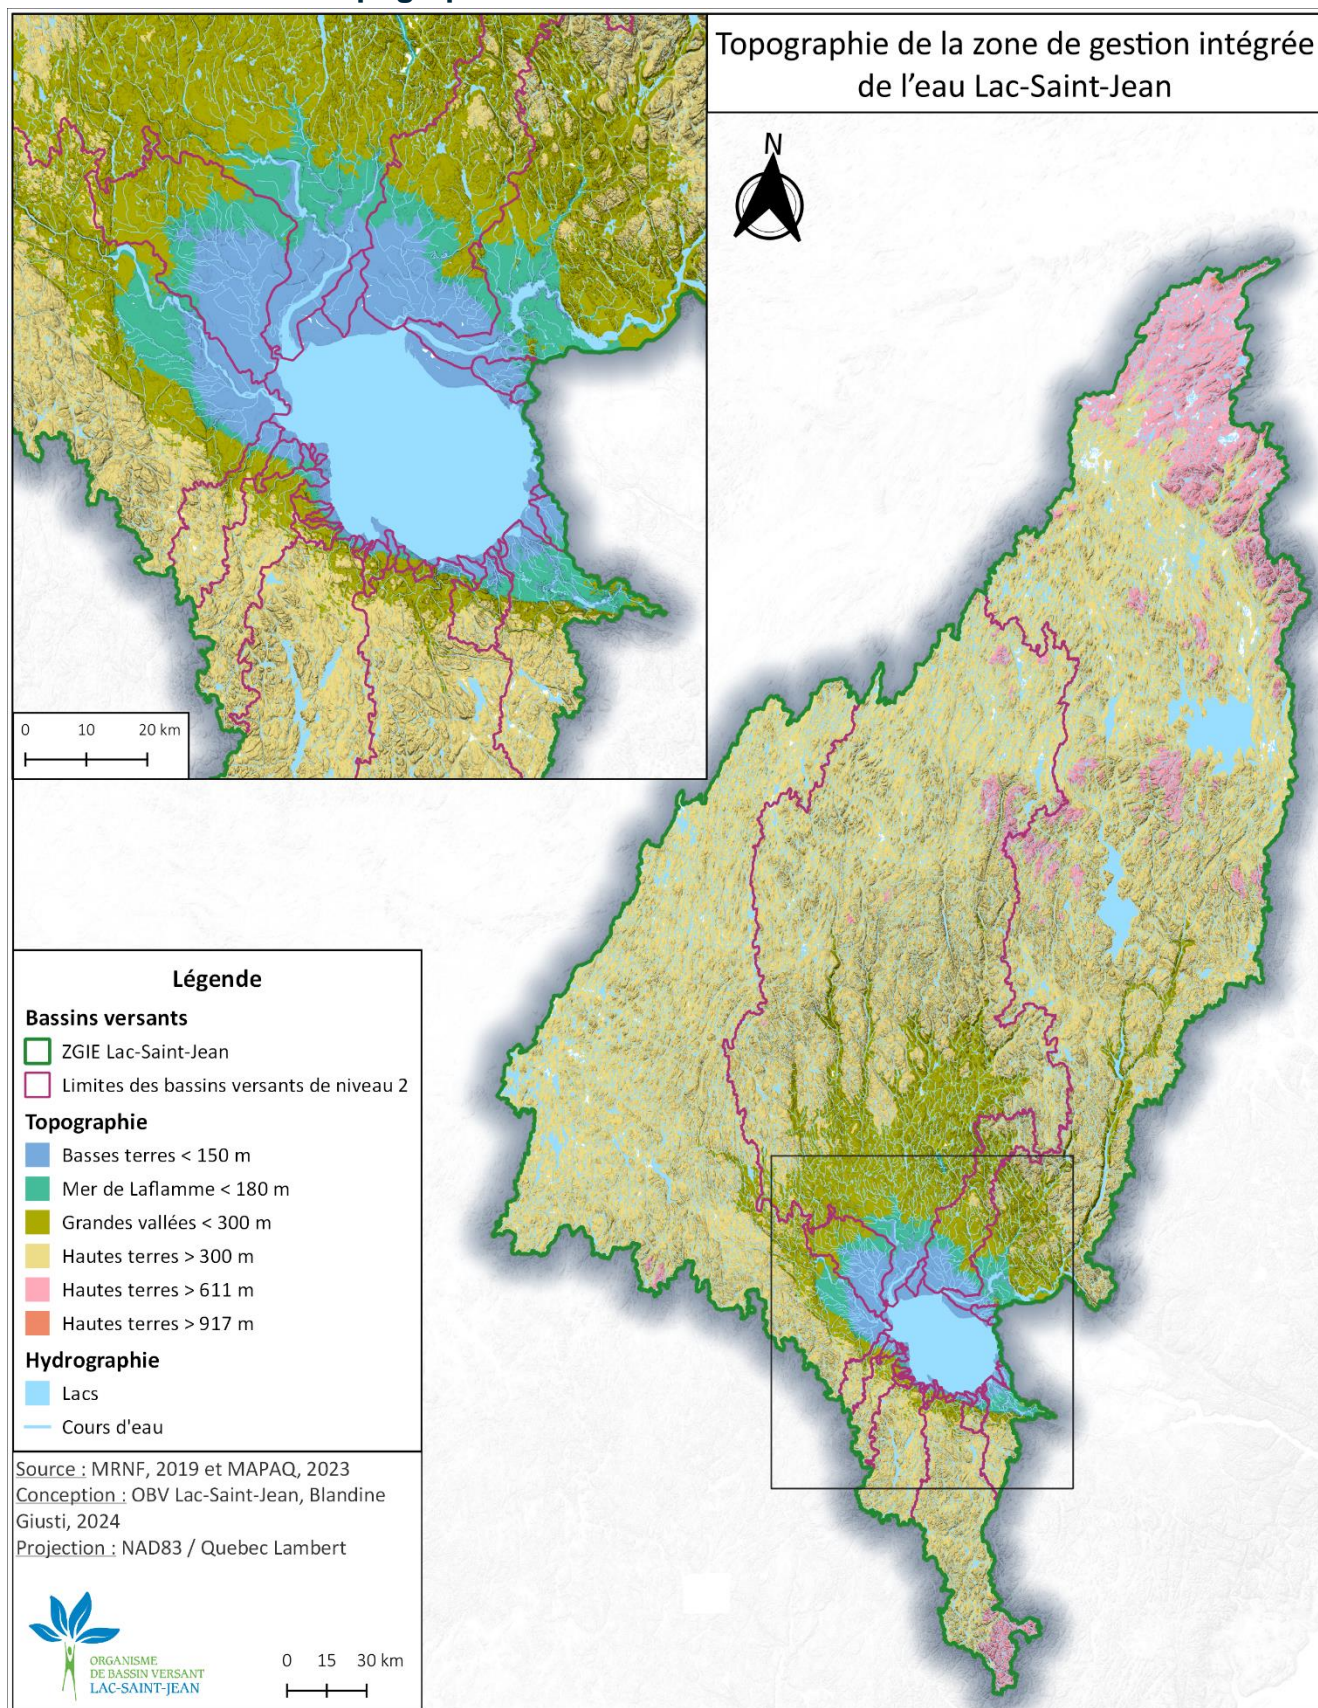 Topographie de la zone de gestion intégrée
de l'eau Lac-Saint-Jean
N
0 10 20 km
Légende
Bassins versants
ZGIE Lac-Saint-Jean
Limites des bassins versants de niveau 2
Topographie
Basses terres < 150 m
Mer de Laflamme < 180 m
Grandes vallées < 300 m
Hautes terres > 300 m
Hautes terres > 611 m
Hautes terres > 917 m
Hydrographie
Lacs
Cours d'eau
Source : MRNF, 2019 et MAPAQ, 2023
Conception : OBV Lac-Saint-Jean, Blandine
Giusti, 2024
Projection : NAD83 / Quebec Lambert
ORGANISME
DE BASSIN VERSANT
LAC-SAINT-JEAN
0 15 30 km